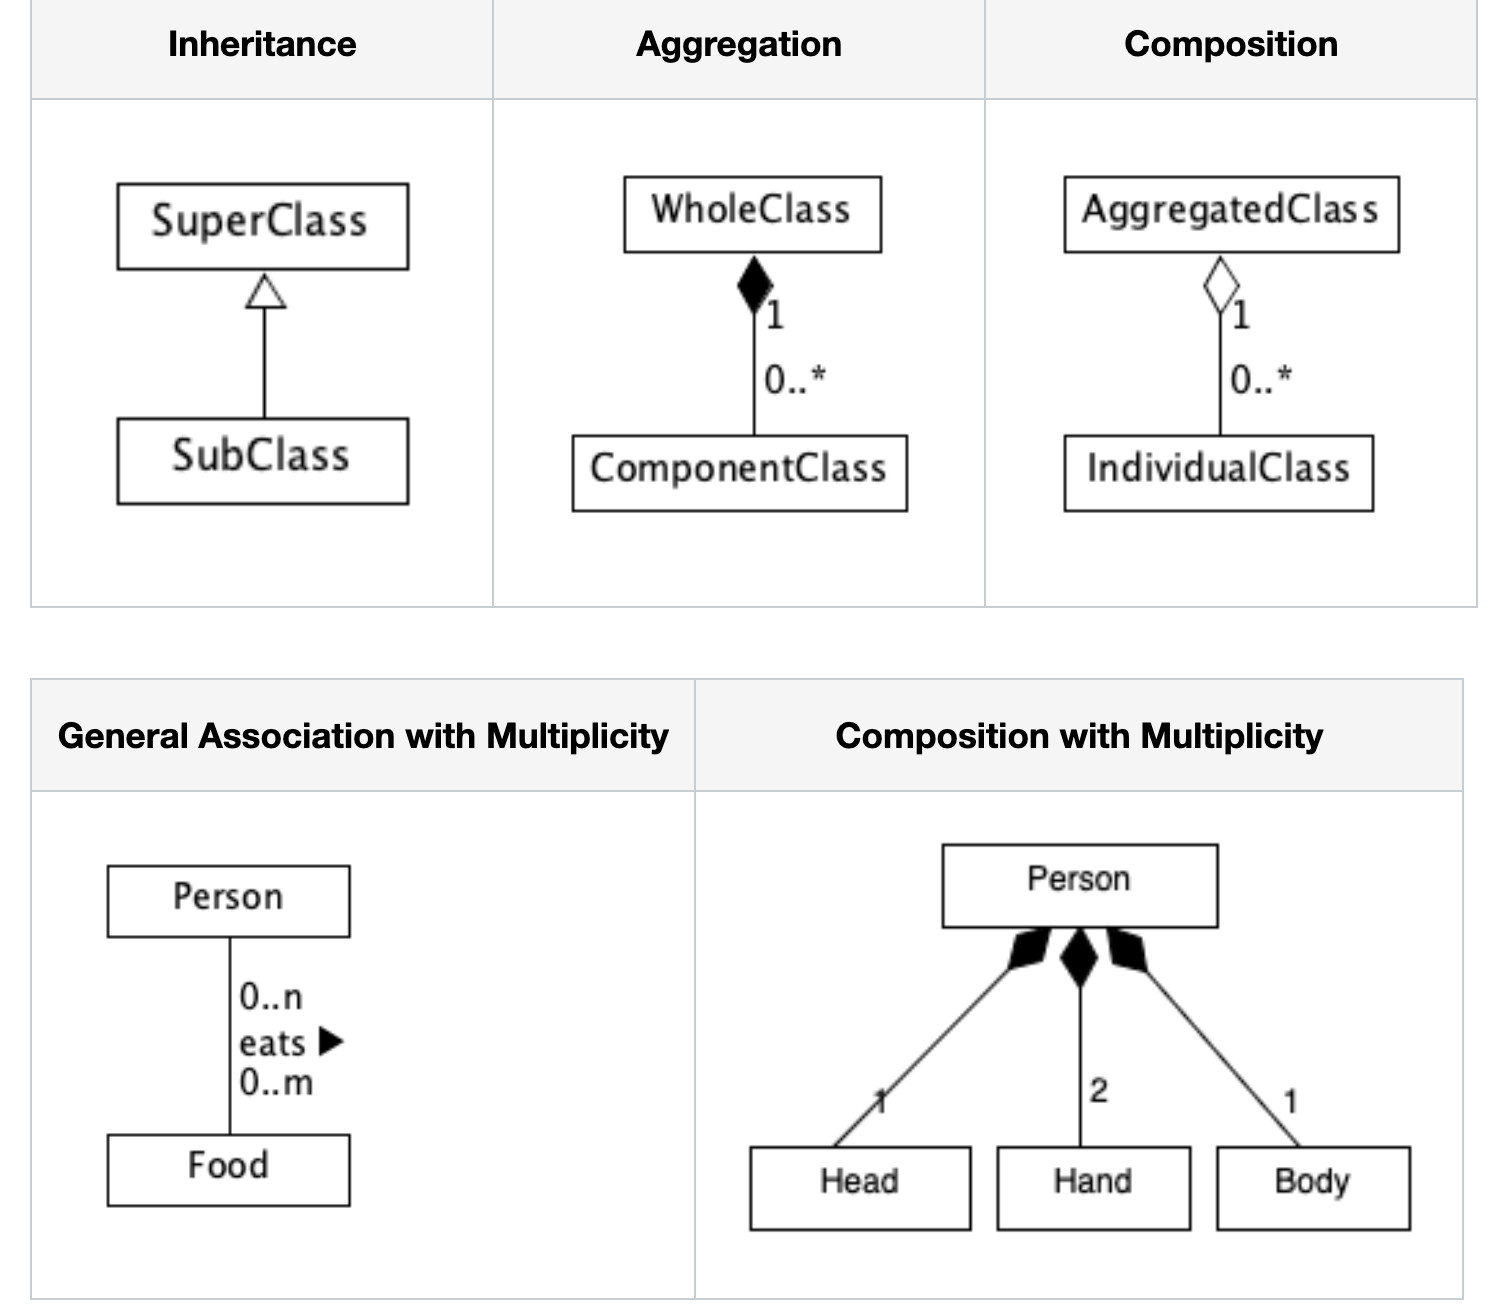 Inheritance
Aggregation
Composition
SuperClass
SubClass
WholeClass
1
0..*
ComponentClass
AggregatedClass
1
0..*
IndividualClass
General Association with Multiplicity
Composition with Multiplicity
Person
0..n
eats ▶
0..m
Food
Person
1
2
1
Head
Hand
Body